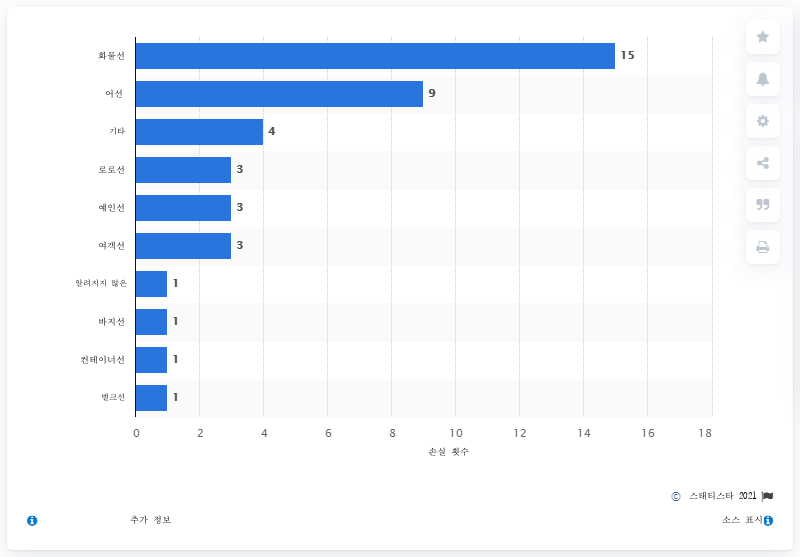 화물선 15
어선 9
기타 4
로로선 3
예인선 3
여객선 3
알려지지 않은 1
바지선 1
컨테이너선 1
벌크선 1
0 2 4 6 8 10 12 14 16 18
손실 횟수
© 스태티스타 2021
추가 정보 소스 표시